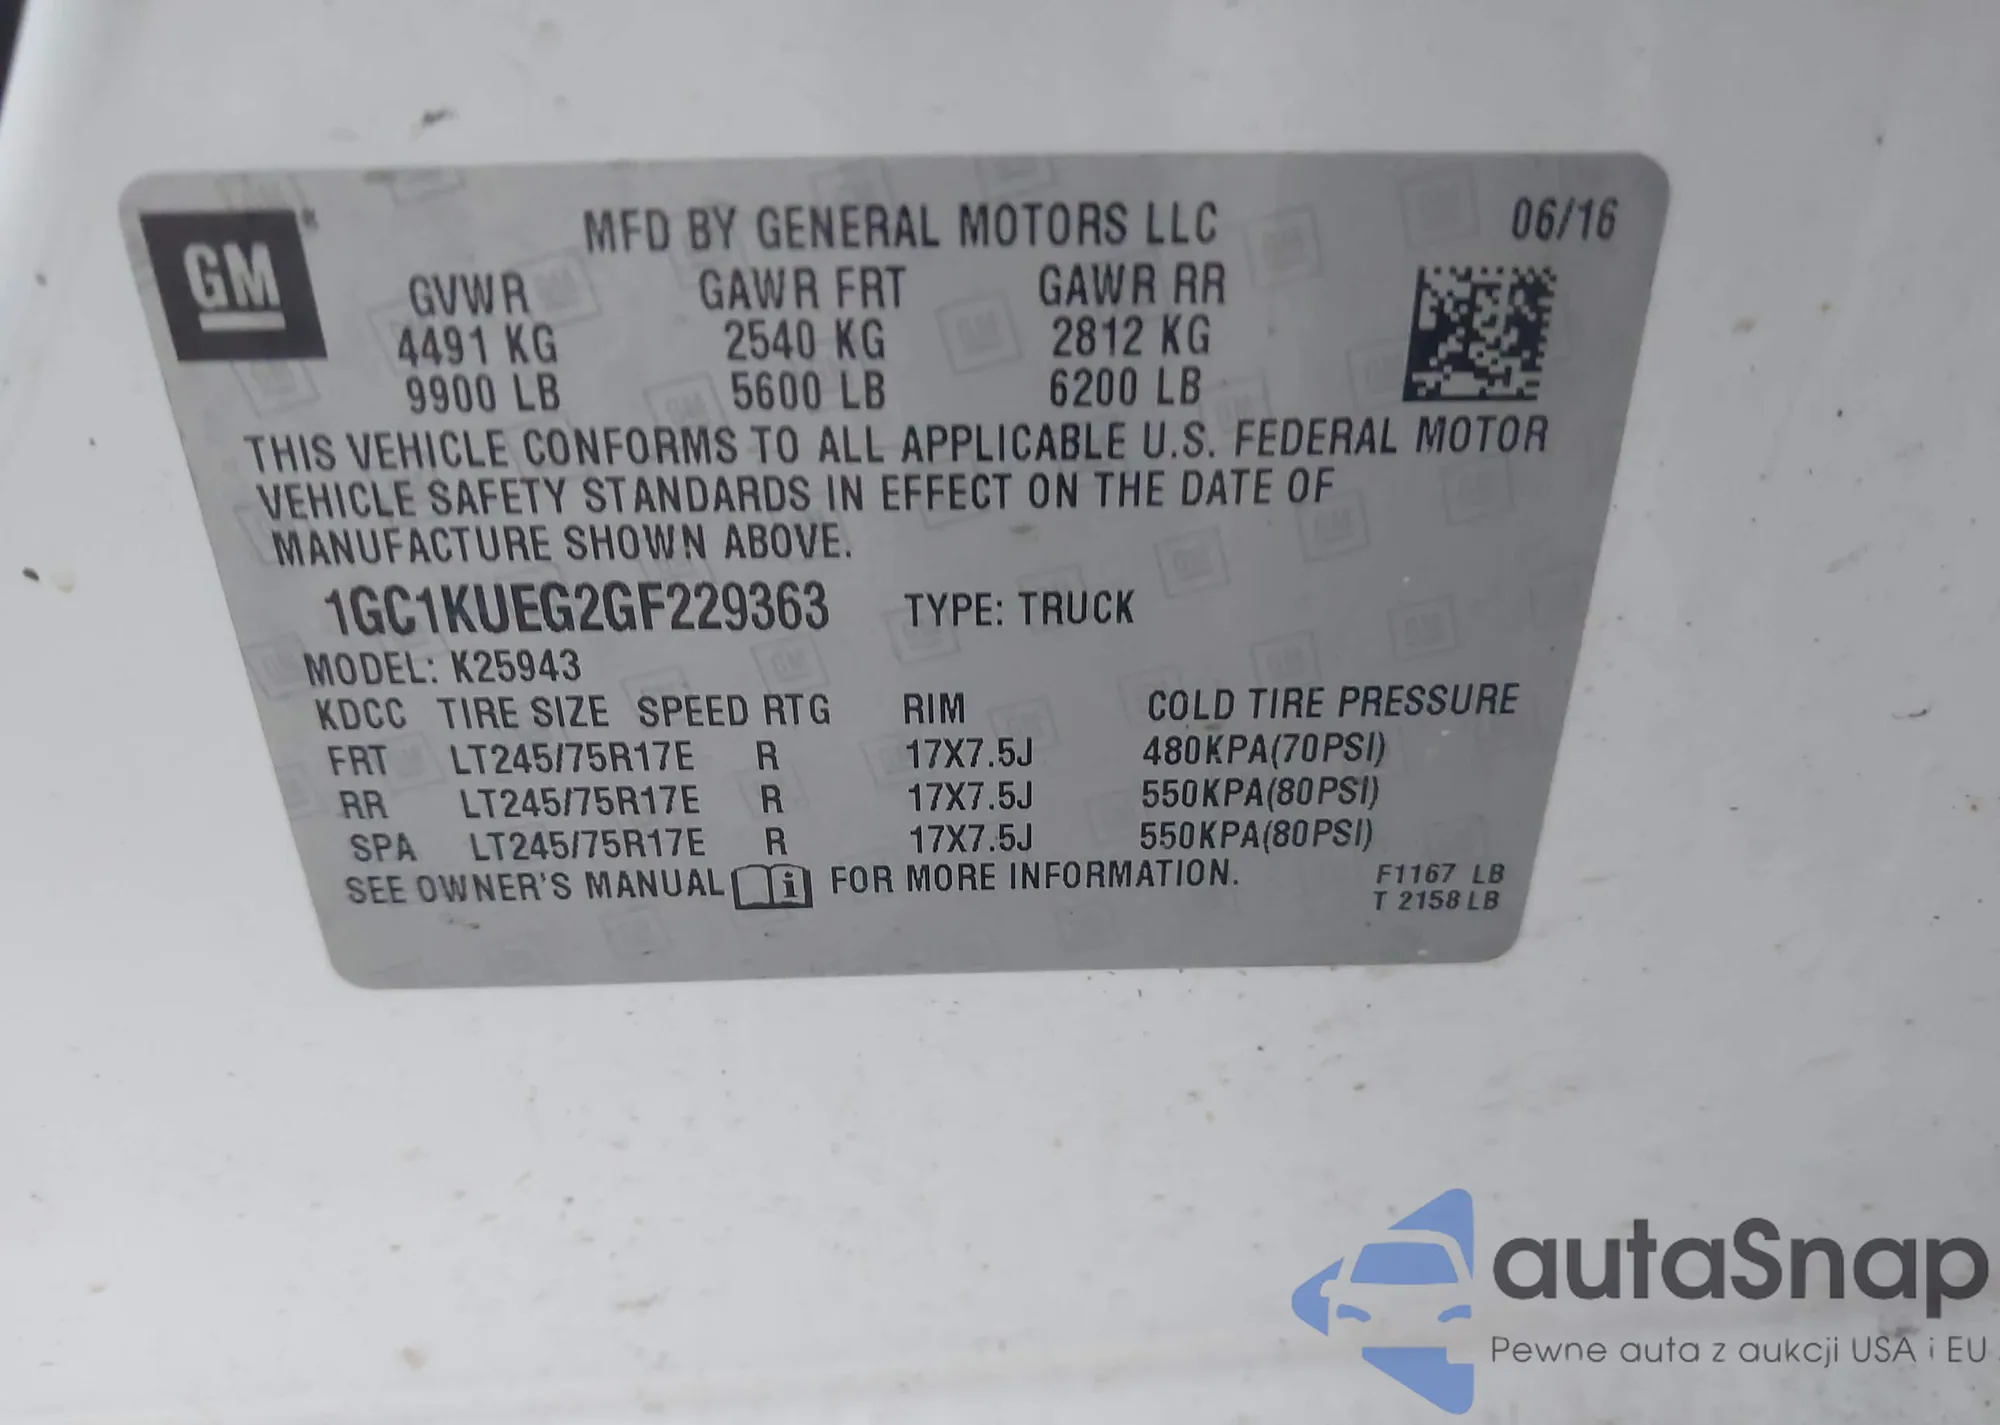 GM
MFD BY GENERAL MOTORS LLC 06/16
GVWR GAWR FRT GAWR RR
4491 KG 2540 KG 2812 KG
9900 LB 5600 LB 6200 LB
THIS VEHICLE CONFORMS TO ALL APPLICABLE U.S. FEDERAL MOTOR
VEHICLE SAFETY STANDARDS IN EFFECT ON THE DATE OF
MANUFACTURE SHOWN ABOVE.
1GC1KUEG2GF229363 TYPE: TRUCK
MODEL: K25943
KDCC TIRE SIZE SPEED RTG RIM COLD TIRE PRESSURE
FRT LT245/75R17E R 17X7.5J 480KPA(70PSI)
RR LT245/75R17E R 17X7.5J 550KPA(80PSI)
SPA LT245/75R17E R 17X7.5J 550KPA(80PSI)
SEE OWNER'S MANUAL i FOR MORE INFORMATION.
F1167 LB
T 2158 LB
autaSnap
Pewne auta z aukcji USA i EU